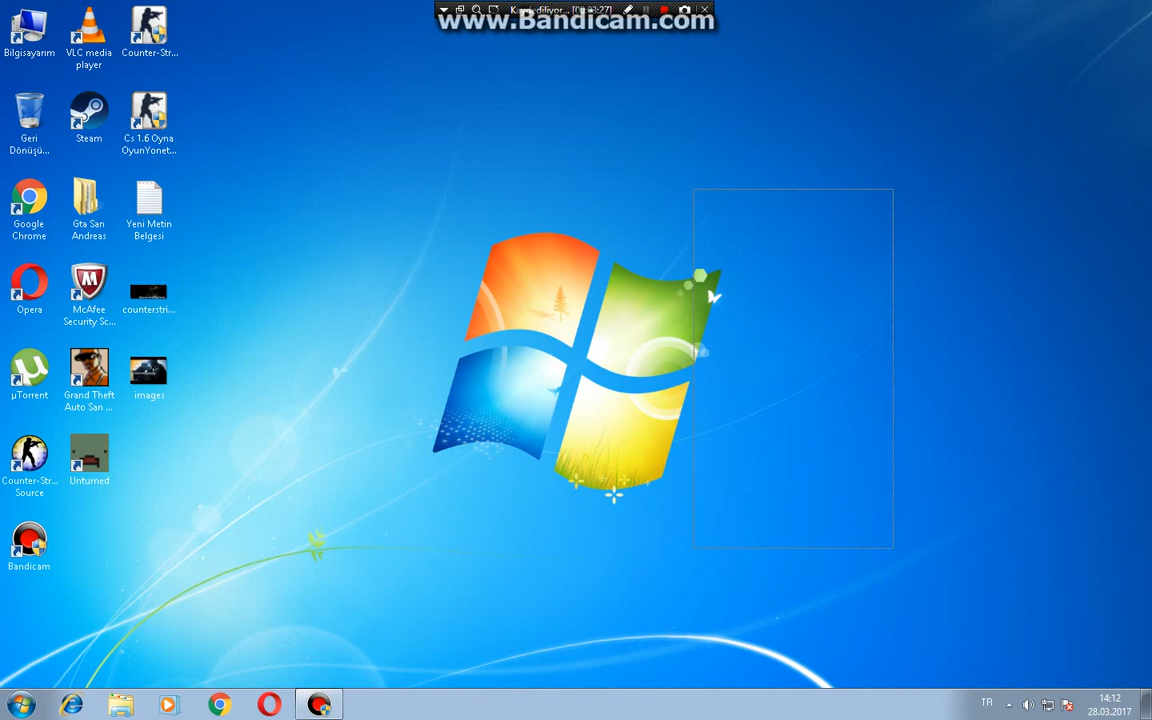 www.Bandicam.com
Bilgisayarım
VLC media
player
Counter-Str...
Geri
Dönüşü...
Steam
Cs 1.6 Oyna
OyunYonet...
Google
Chrome
Gta San
Andreas
Yeni Metin
Belgesi
Opera
McAfee
Security Sc...
counterstri...
µTorrent
Grand Theft
Auto San ...
images
Counter-Str...
Source
Unturned
Bandicam
TR
14:12
28.03.2017